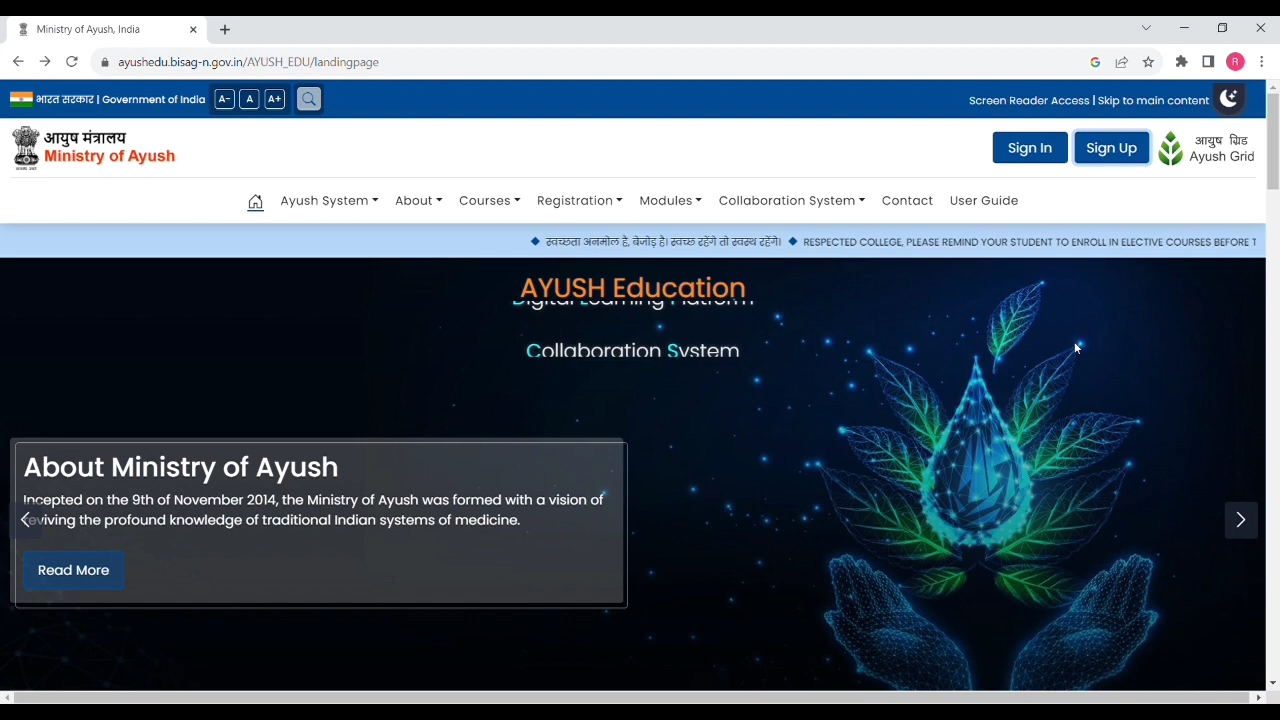 Ministry of Ayush, India
ayushedu.bisag-n.gov.in/AYUSH_EDU/landingpage
R
भारत सरकार | Government of India
A-
A
A+
Screen Reader Access | Skip to main content
आयुष मंत्रालय
Ministry of Ayush
Sign In
Sign Up
आयुष ग्रिड
Ayush Grid
Ayush System
About
Courses
Registration
Modules
Collaboration System
Contact
User Guide
स्वच्छता अनमोल है, बेजोड़ है। स्वच्छ रहेंगे तो स्वस्थ रहेंगे। RESPECTED COLLEGE, PLEASE REMIND YOUR STUDENT TO ENROLL IN ELECTIVE COURSES BEFORE T
AYUSH Education
Digital Learning Platform
Collaboration System
About Ministry of Ayush
Incepted on the 9th of November 2014, the Ministry of Ayush was formed with a vision of
reviving the profound knowledge of traditional Indian systems of medicine.
Read More